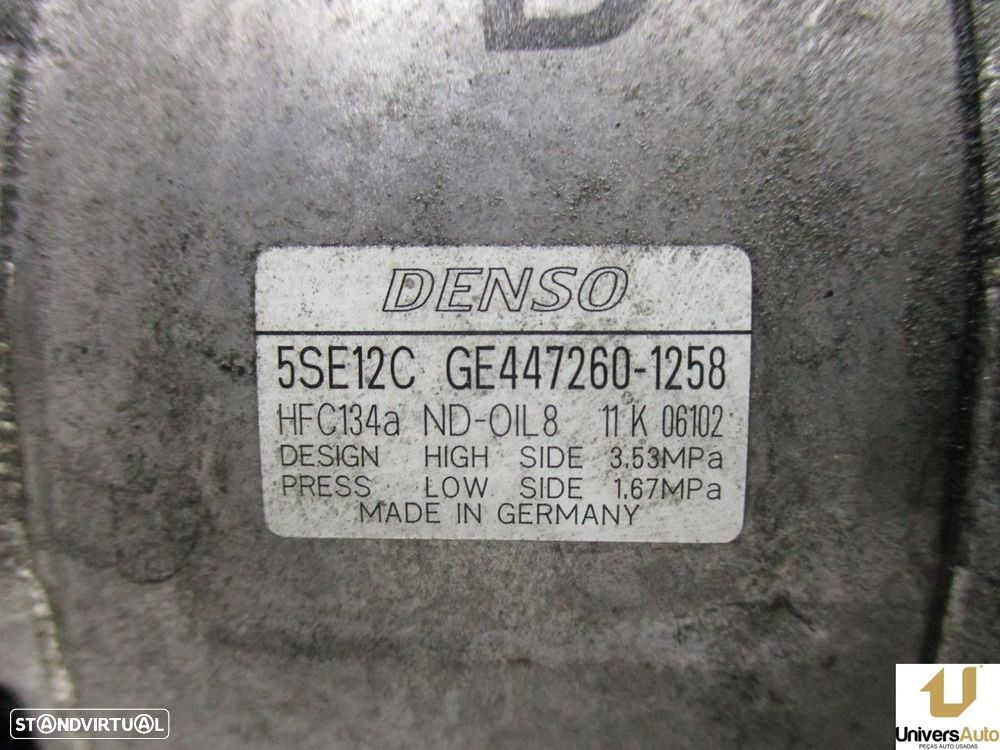 DENSO
5SE12C GE447260-1258
HFC134a ND-OIL8 11 K 06102
DESIGN HIGH SIDE 3.53MPa
PRESS LOW SIDE 1.67MPa
MADE IN GERMANY
STANDVIRTUAL
UniversAuto
PEÇAS AUTO USADAS